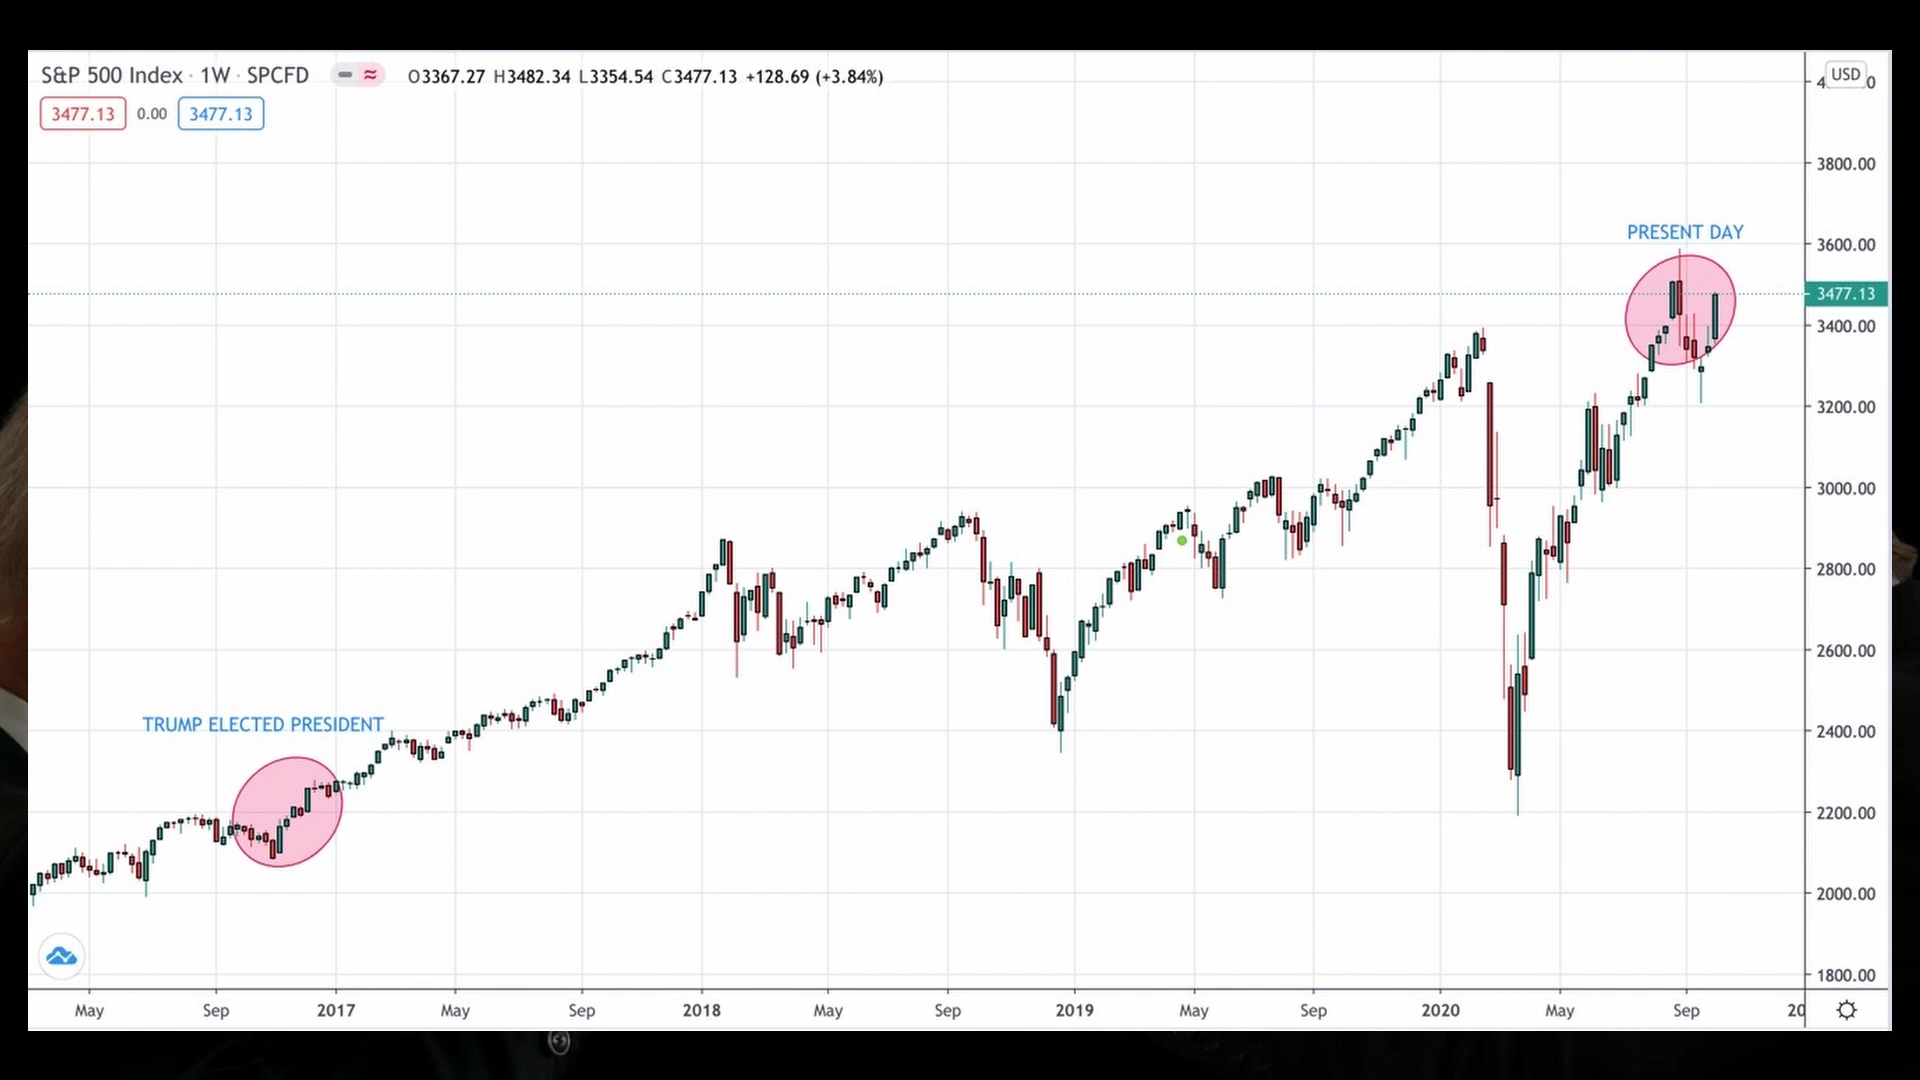 S&P 500 Index · 1W · SPCFD O3367.27 H3482.34 L3354.54 C3477.13 +128.69 (+3.84%)
3477.13 0.00 3477.13
USD
3800.00
PRESENT DAY
3600.00
3477.13
3400.00
3200.00
3000.00
2800.00
2600.00
TRUMP ELECTED PRESIDENT
2400.00
2200.00
2000.00
1800.00
May Sep 2017 May Sep 2018 May Sep 2019 May Sep 2020 May Sep 20